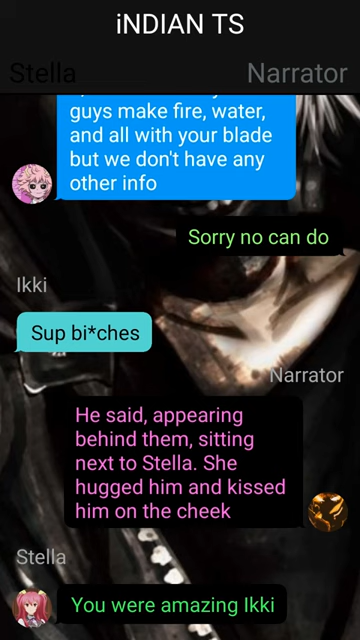 iNDIAN TS
Stella
Narrator
guys make fire, water,
and all with your blade
but we don't have any
other info
Sorry no can do
Ikki
Sup bi*ches
Narrator
He said, appearing
behind them, sitting
next to Stella. She
hugged him and kissed
him on the cheek
Stella
You were amazing Ikki